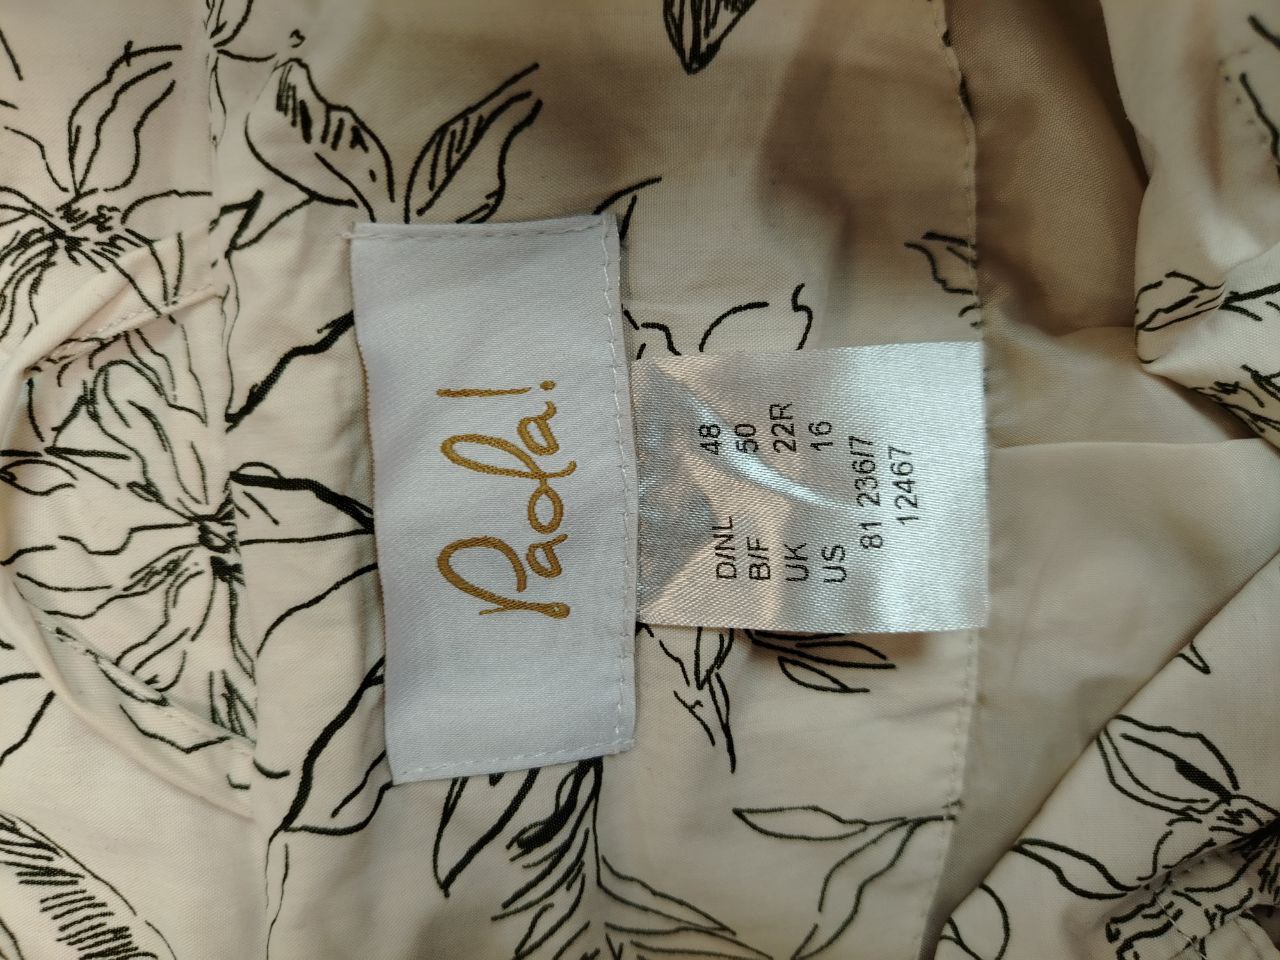 Paola!
D/NL 48
B/F 50
UK 22R
US 16
81 236/7
12467